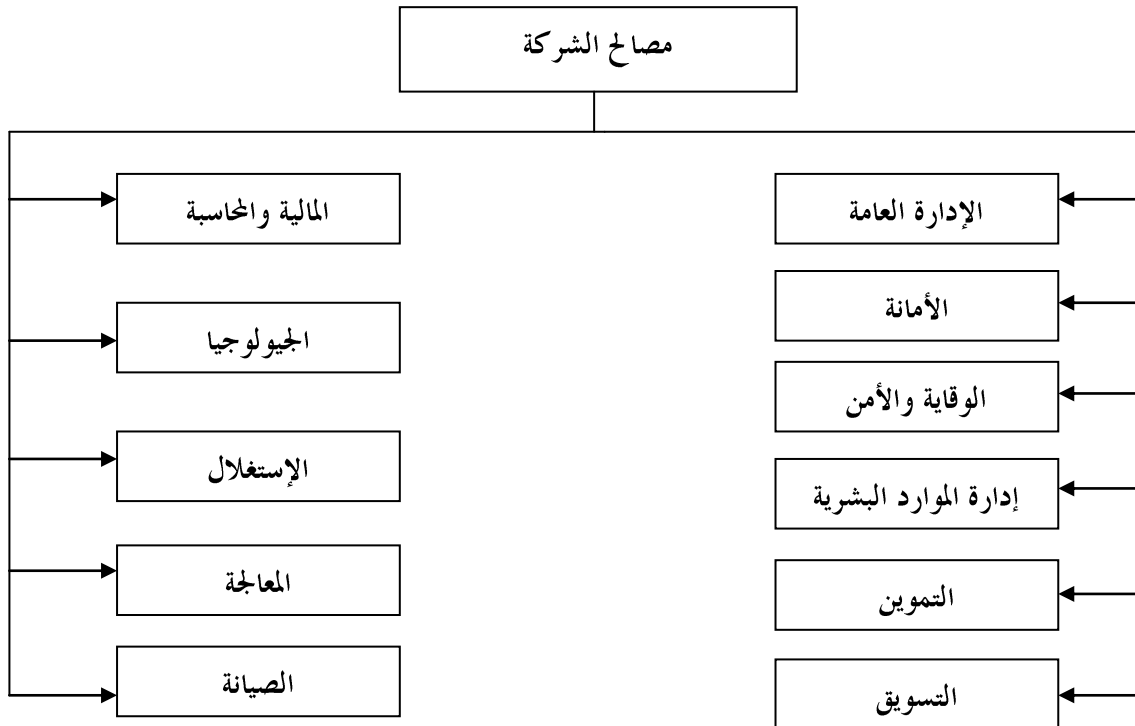 مصالح الشركة
الإدارة العامة
المالية والمحاسبة
الأمانة
الجيولوجيا
الوقاية والأمن
الإستغلال
إدارة الموارد البشرية
المعالجة
التموين
الصيانة
التسويق